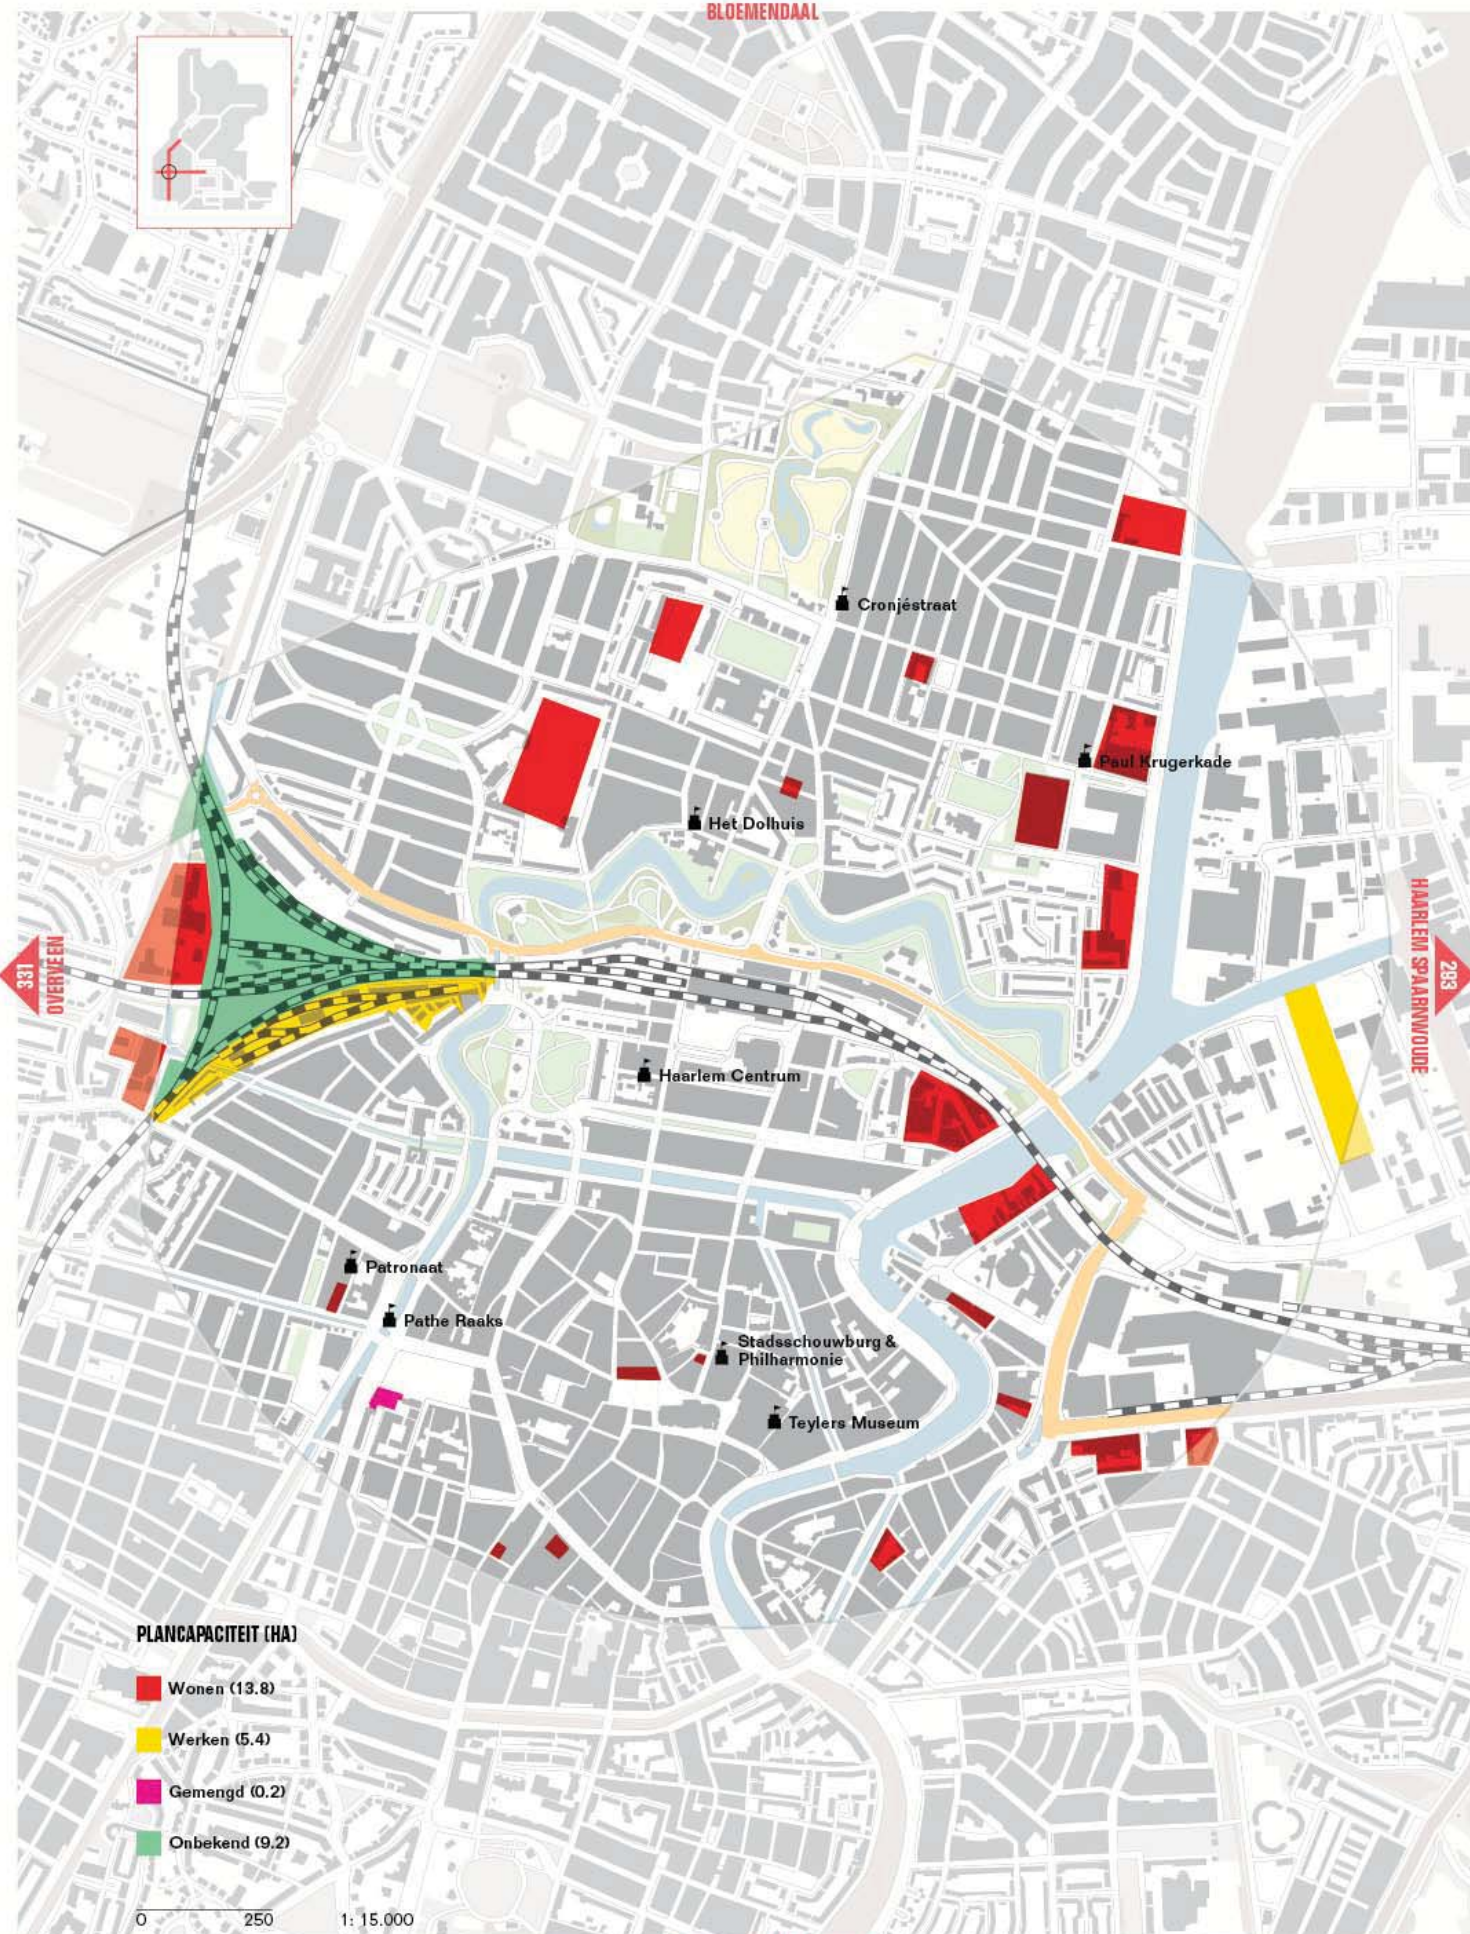 BLOEMENDAAL
Cronjéstraat
Paul Krugerkade
Het Dolhuis
HAARLEM SPAARNWOUDE
293
331
OVERVEEN
Haarlem Centrum
Patronaat
Pathe Raaks
Stadsschouwburg &
Philharmonie
Teylers Museum
PLANCAPACITEIT (HA)
Wonen (13.8)
Werken (5.4)
Gemengd (0.2)
Onbekend (9.2)
0 250 1: 15.000